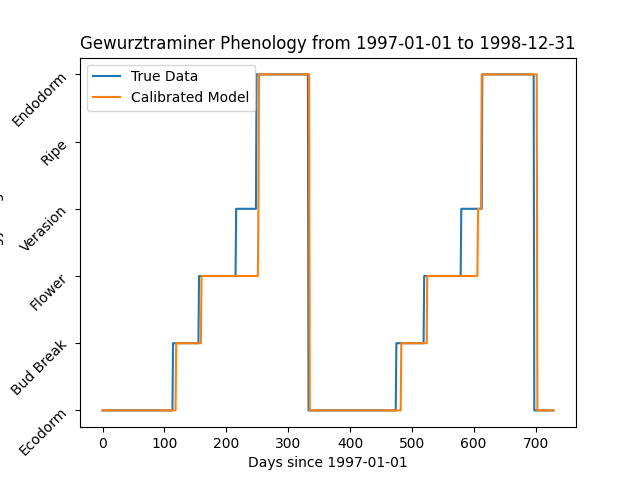 Gewurztraminer Phenology from 1997-01-01 to 1998-12-31
True Data
Calibrated Model
Endodorm
Ripe
Verasion
Flower
Bud Break
Ecodorm
0 100 200 300 400 500 600 700
Days since 1997-01-01